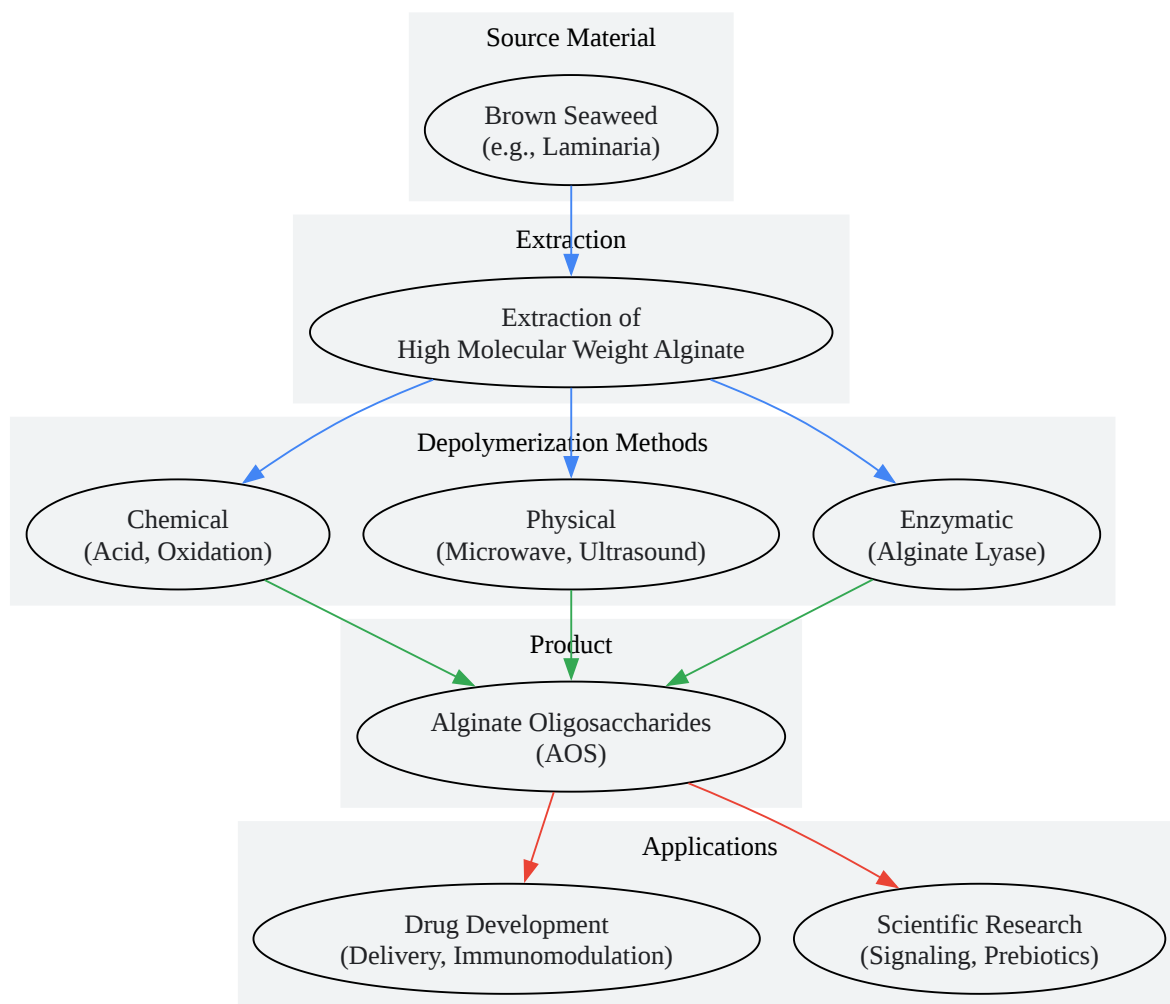 Source Material
Brown Seaweed
(e.g., Laminaria)
Extraction
Extraction of
High Molecular Weight Alginate
Depolymerization Methods
Chemical
(Acid, Oxidation)
Physical
(Microwave, Ultrasound)
Enzymatic
(Alginate Lyase)
Product
Alginate Oligosaccharides
(AOS)
Applications
Drug Development
(Delivery, Immunomodulation)
Scientific Research
(Signaling, Prebiotics)